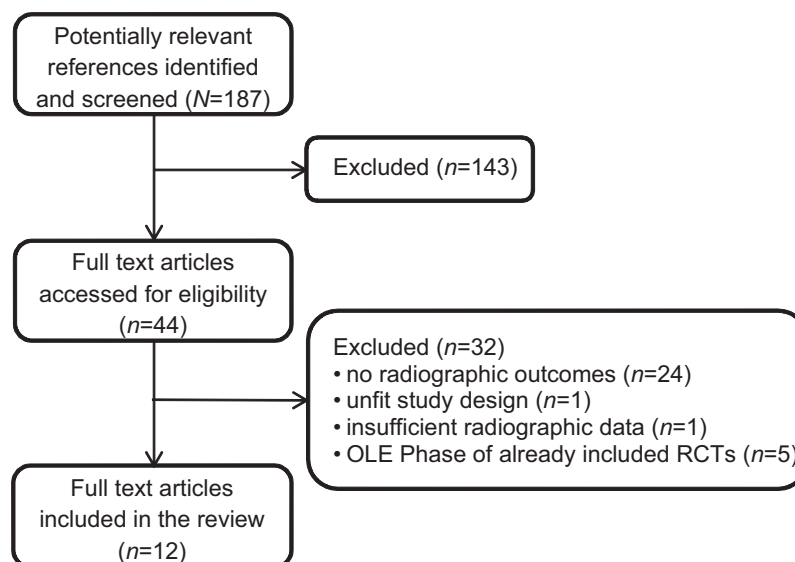 Potentially relevant
references identified
and screened (N=187)
Excluded (n=143)
Full text articles
accessed for eligibility
(n=44)
Excluded (n=32)
• no radiographic outcomes (n=24)
• unfit study design (n=1)
• insufficient radiographic data (n=1)
• OLE Phase of already included RCTs (n=5)
Full text articles
included in the review
(n=12)